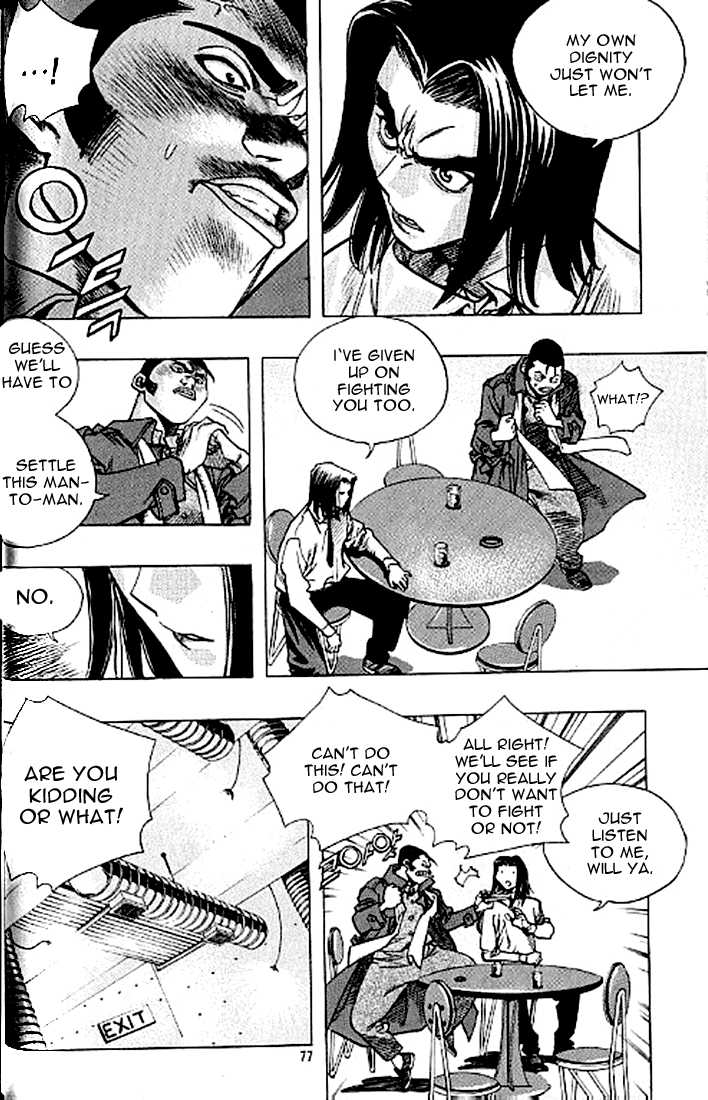 MY OWN
DIGNITY
JUST WON'T
LET ME.
...!
I'VE GIVEN
UP ON
FIGHTING
YOU TOO.
WHAT!?
GUESS
WE'LL
HAVE TO
SETTLE
THIS MAN-
TO-MAN.
NO.
ALL RIGHT!
WE'LL SEE IF
YOU REALLY
DON'T WANT
TO FIGHT
OR NOT!
JUST
LISTEN
TO ME,
WILL YA.
CAN'T DO
THIS! CAN'T
DO THAT!
ARE YOU
KIDDING
OR WHAT!
EXIT
77